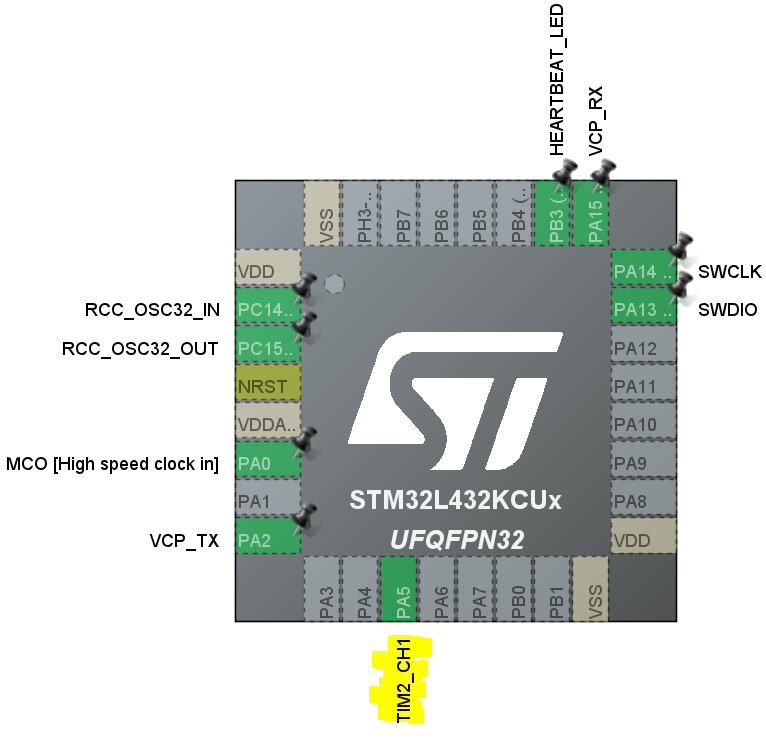 HEARTBEAT_LED
VCP_RX
VSS
PH3-..
PB7
PB6
PB5
PB4 (..
PB3 (..
PA15 ..
VDD
PA14 ..
SWCLK
RCC_OSC32_IN
PC14..
PA13 ..
SWDIO
RCC_OSC32_OUT
PC15..
PA12
NRST
PA11
VDDA..
PA10
MCO [High speed clock in]
PA0
PA9
PA1
PA8
VCP_TX
PA2
VDD
ST
STM32L432KCUx
UFQFPN32
PA3
PA4
PA5
PA6
PA7
PB0
PB1
VSS
TIM2_CH1